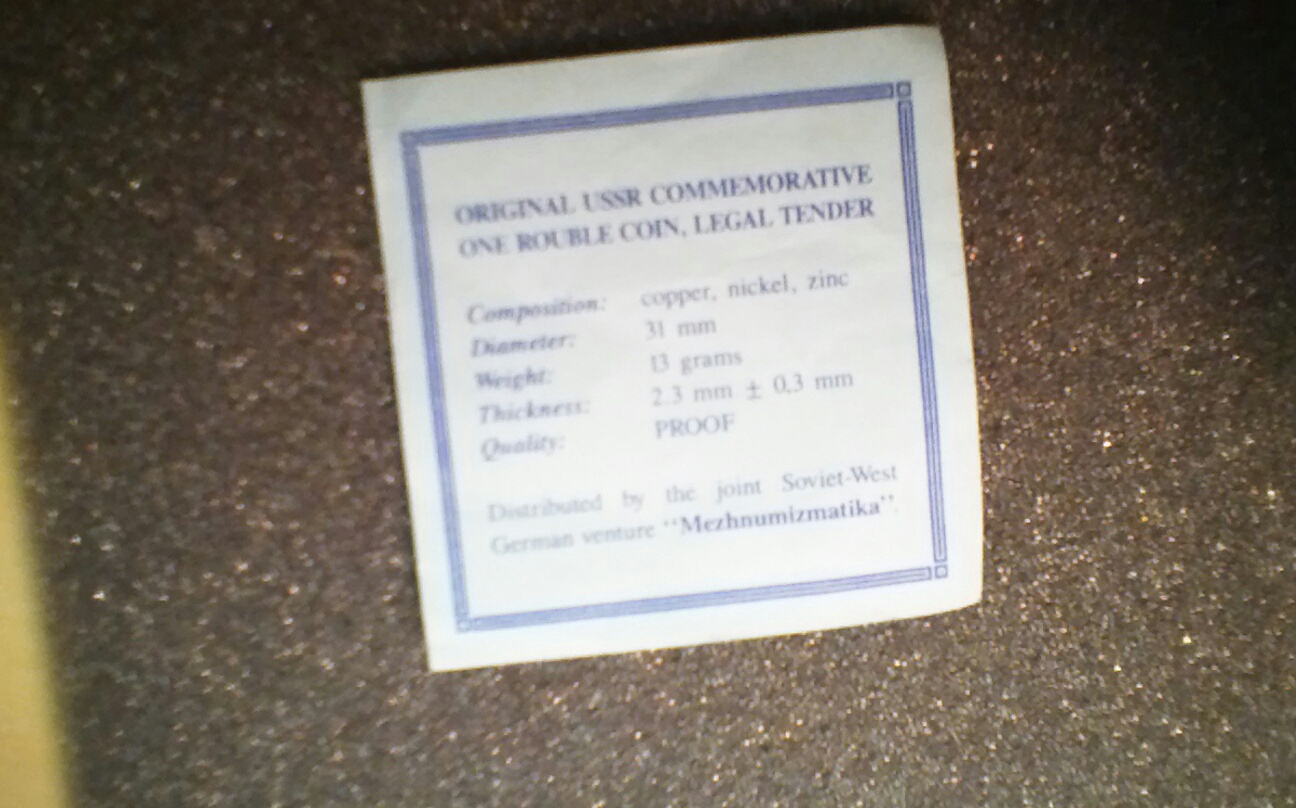 ORIGINAL USSR COMMEMORATIVE
ONE ROUBLE COIN, LEGAL TENDER
Composition: copper, nickel, zinc
Diameter: 31 mm
Weight: 13 grams
Thickness: 2.3 mm ± 0,3 mm
Quality: PROOF
Distributed by the joint Soviet-West
German venture ‘‘Mezhnumizmatika’’.